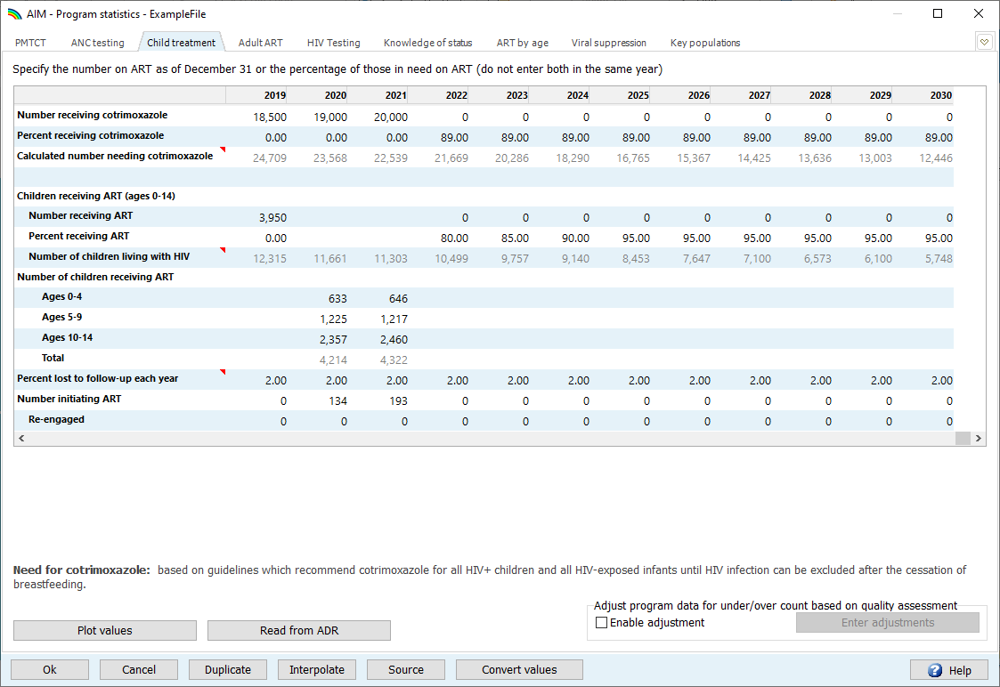 AIM - Program statistics - ExampleFile
PMTCT ANC testing Child treatment Adult ART HIV Testing Knowledge of status ART by age Viral suppression Key populations
Specify the number on ART as of December 31 or the percentage of those in need on ART (do not enter both in the same year)
2019 2020 2021 2022 2023 2024 2025 2026 2027 2028 2029 2030
Number receiving cotrimoxazole 18,500 19,000 20,000 0 0 0 0 0 0 0 0 0
Percent receiving cotrimoxazole 0.00 0.00 0.00 89.00 89.00 89.00 89.00 89.00 89.00 89.00 89.00 89.00
Calculated number needing cotrimoxazole 24,709 23,568 22,539 21,669 20,286 18,290 16,765 15,367 14,425 13,636 13,003 12,446
Children receiving ART (ages 0-14)
Number receiving ART 3,950 0 0 0 0 0 0 0 0 0
Percent receiving ART 0.00 80.00 85.00 90.00 95.00 95.00 95.00 95.00 95.00 95.00
Number of children living with HIV 12,315 11,661 11,303 10,499 9,757 9,140 8,453 7,647 7,100 6,573 6,100 5,748
Number of children receiving ART
Ages 0-4 633 646
Ages 5-9 1,225 1,217
Ages 10-14 2,357 2,460
Total 4,214 4,322
Percent lost to follow-up each year 2.00 2.00 2.00 2.00 2.00 2.00 2.00 2.00 2.00 2.00 2.00 2.00
Number initiating ART 0 134 193 0 0 0 0 0 0 0 0 0
Re-engaged 0 0 0 0 0 0 0 0 0 0 0 0
Need for cotrimoxazole: based on guidelines which recommend cotrimoxazole for all HIV+ children and all HIV-exposed infants until HIV infection can be excluded after the cessation of
breastfeeding.
Adjust program data for under/over count based on quality assessment
Plot values Read from ADR Enable adjustment Enter adjustments
Ok Cancel Duplicate Interpolate Source Convert values Help